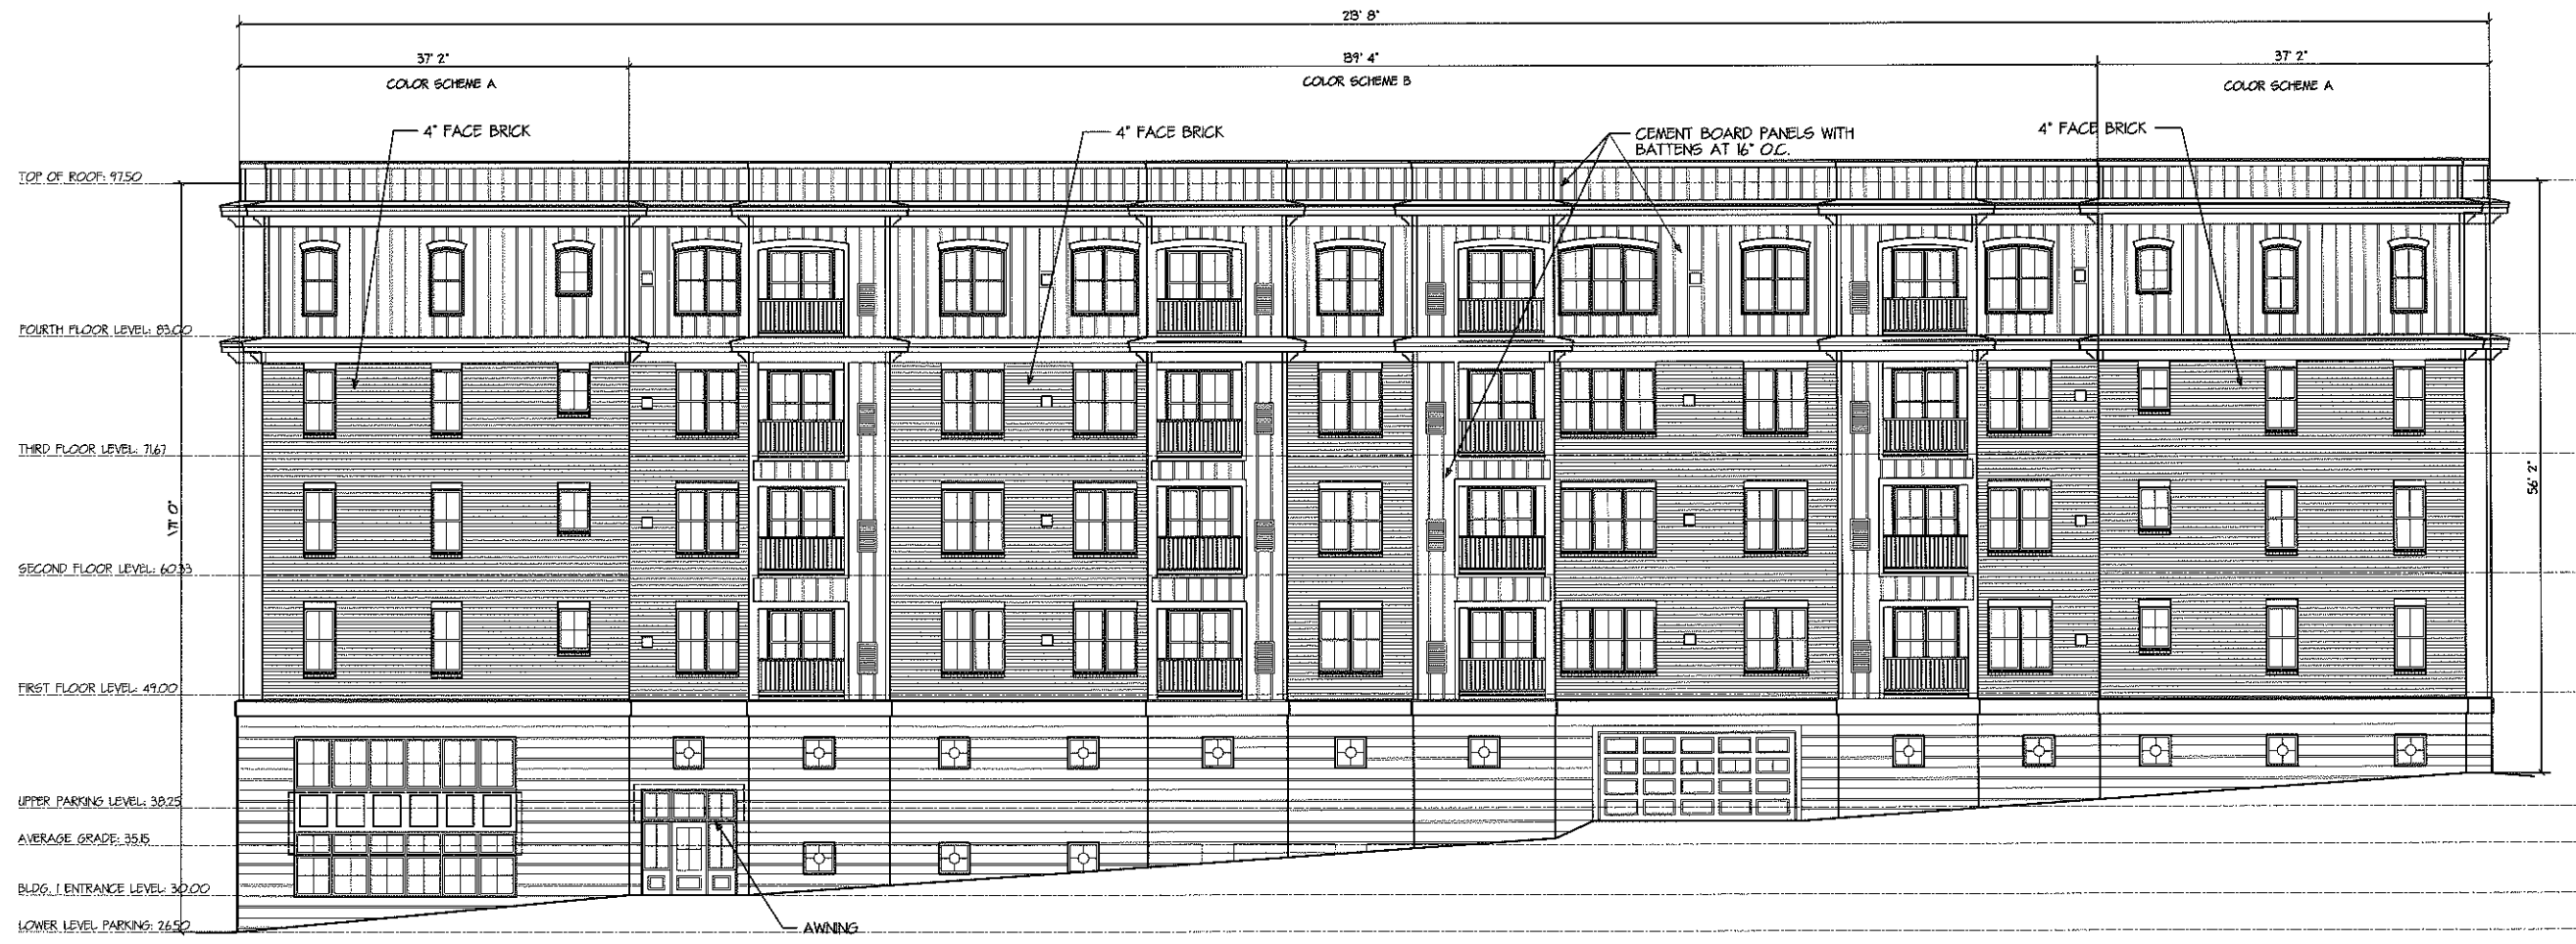 213' 8"
37' 2"
139' 4"
37' 2"
COLOR SCHEME A
COLOR SCHEME B
COLOR SCHEME A
4" FACE BRICK
4" FACE BRICK
CEMENT BOARD PANELS WITH
BATTENS AT 16" O.C.
4" FACE BRICK
TOP OF ROOF: 97.50
FOURTH FLOOR LEVEL: 83.00
THIRD FLOOR LEVEL: 71.67
71' 0"
56' 2"
SECOND FLOOR LEVEL: 60.33
FIRST FLOOR LEVEL: 49.00
UPPER PARKING LEVEL: 38.25
AVERAGE GRADE: 35.15
BLDG. 1 ENTRANCE LEVEL: 30.00
LOWER LEVEL PARKING: 26.50
AWNING